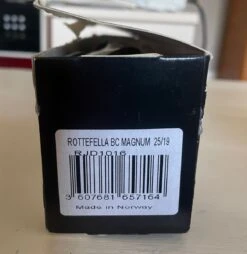 ROTTEFELLA BC MAGNUM 25/19
RJD1016
3 607681 657164
Made in Norway